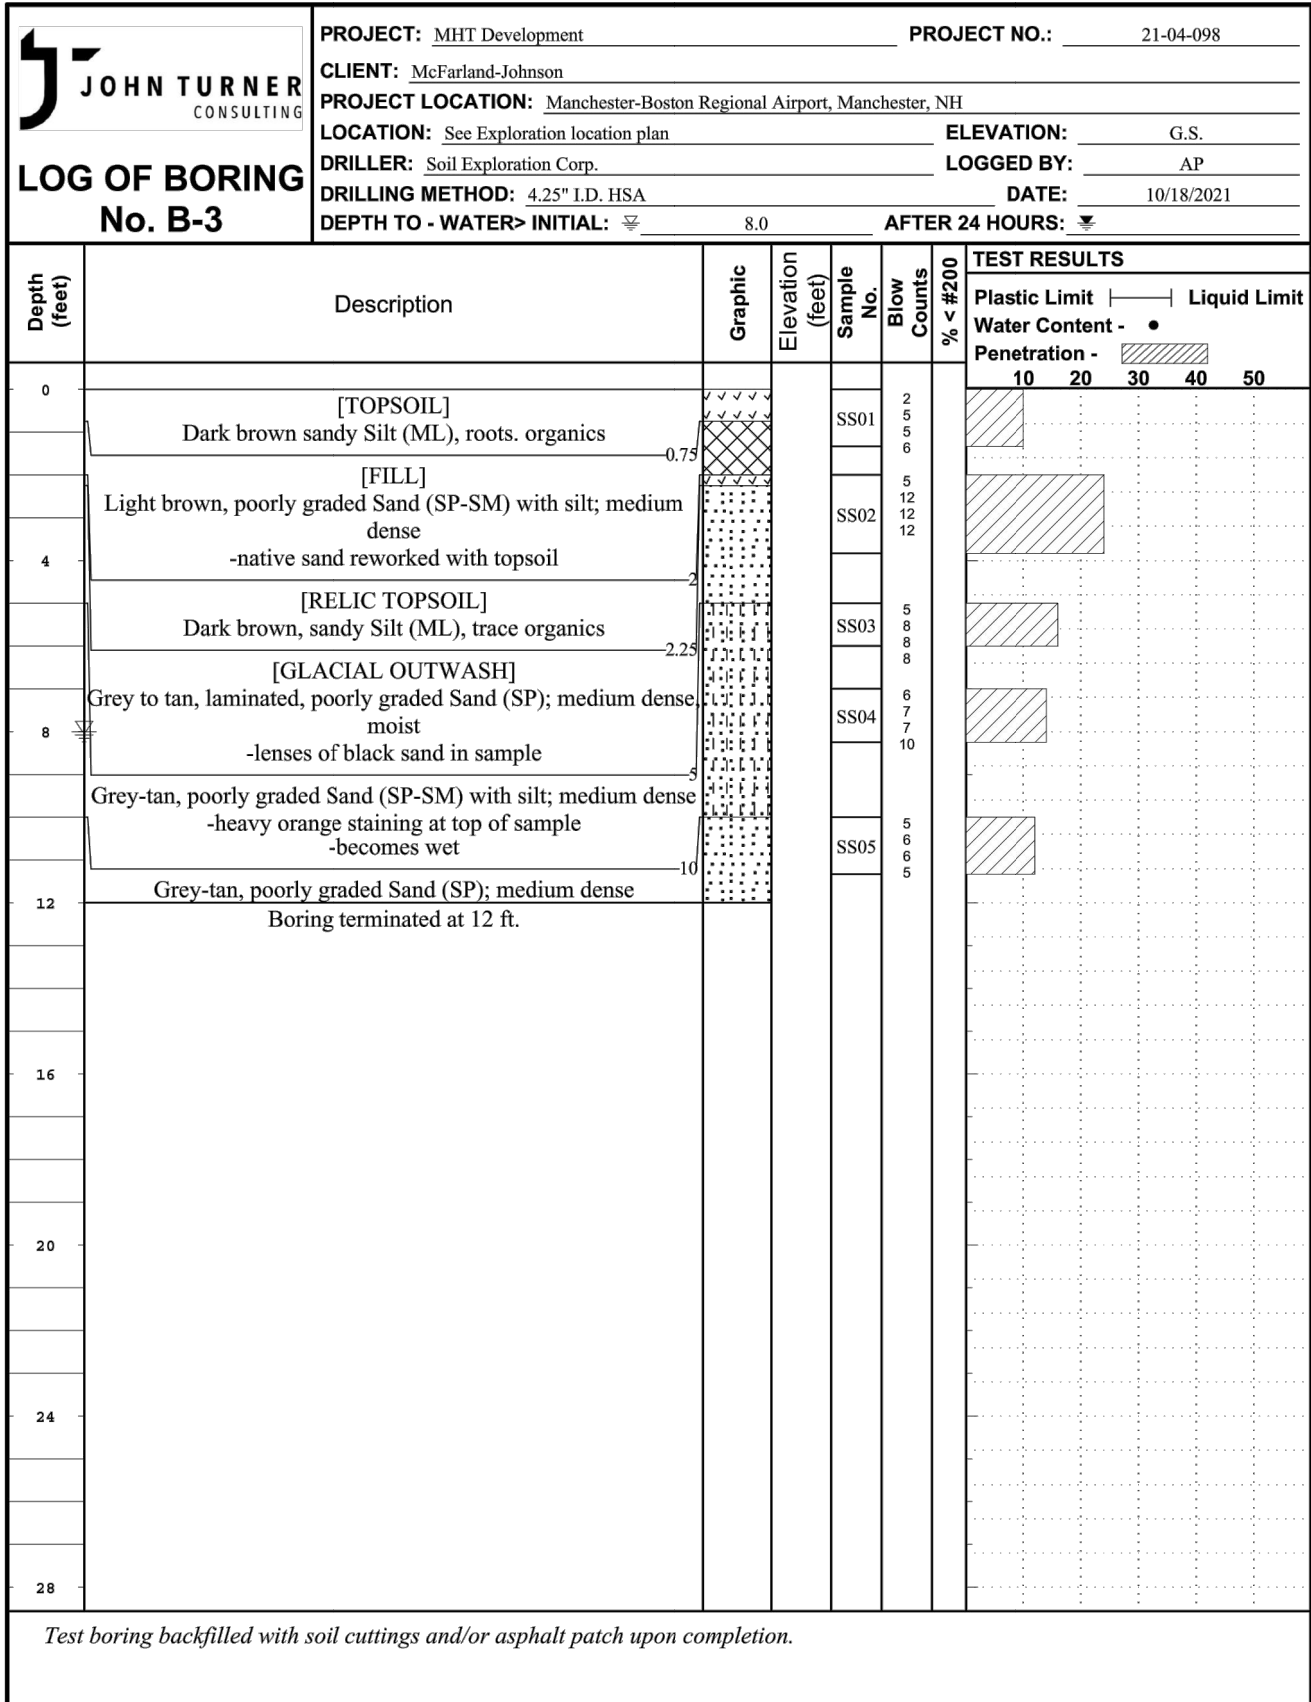 JOHN TURNER
CONSULTING
LOG OF BORING
No. B-3
PROJECT: MHT Development PROJECT NO.: 21-04-098
CLIENT: McFarland-Johnson
PROJECT LOCATION: Manchester-Boston Regional Airport, Manchester, NH
LOCATION: See Exploration location plan ELEVATION: G.S.
DRILLER: Soil Exploration Corp. LOGGED BY: AP
DRILLING METHOD: 4.25" I.D. HSA DATE: 10/18/2021
DEPTH TO - WATER> INITIAL: 8.0 AFTER 24 HOURS:
Depth
(feet)
Description
Graphic
Elevation
(feet)
Sample
No.
Blow
Counts
% < #200
TEST RESULTS
Plastic Limit Liquid Limit
Water Content -
Penetration -
10 20 30 40 50
0
[TOPSOIL]
Dark brown sandy Silt (ML), roots. organics
0.75
SS01
2
5
5
6
[FILL]
Light brown, poorly graded Sand (SP-SM) with silt; medium
dense
-native sand reworked with topsoil
2
SS02
5
12
12
12
4
[RELIC TOPSOIL]
Dark brown, sandy Silt (ML), trace organics
2.25
SS03
5
8
8
8
[GLACIAL OUTWASH]
Grey to tan, laminated, poorly graded Sand (SP); medium dense,
moist
-lenses of black sand in sample
5
SS04
6
7
7
10
8
Grey-tan, poorly graded Sand (SP-SM) with silt; medium dense
-heavy orange staining at top of sample
-becomes wet
10
SS05
5
6
6
5
Grey-tan, poorly graded Sand (SP); medium dense
12
Boring terminated at 12 ft.
16
20
24
28
Test boring backfilled with soil cuttings and/or asphalt patch upon completion.